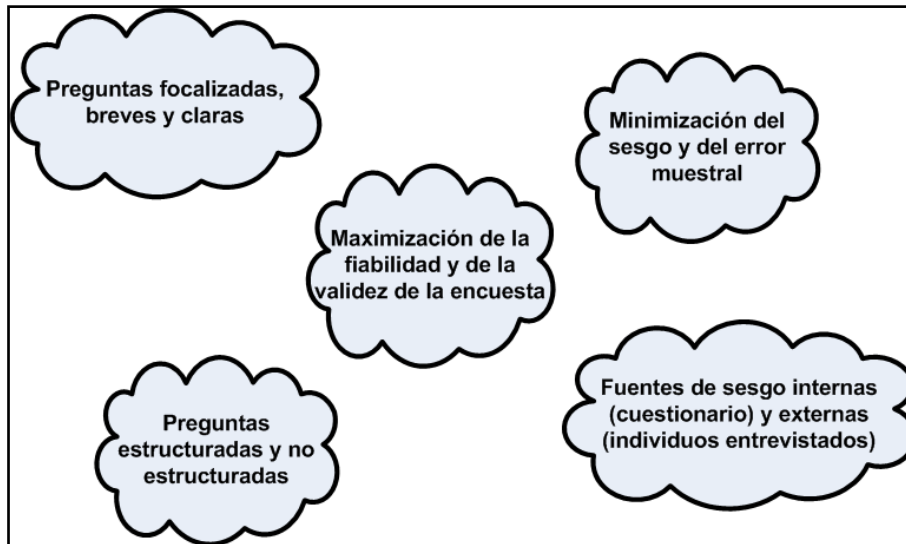 Preguntas focalizadas,
breves y claras
Minimización del
sesgo y del error
muestral
Maximización de la
fiabilidad y de la
validez de la encuesta
Preguntas
estructuradas y no
estructuradas
Fuentes de sesgo internas
(cuestionario) y externas
(individuos entrevistados)